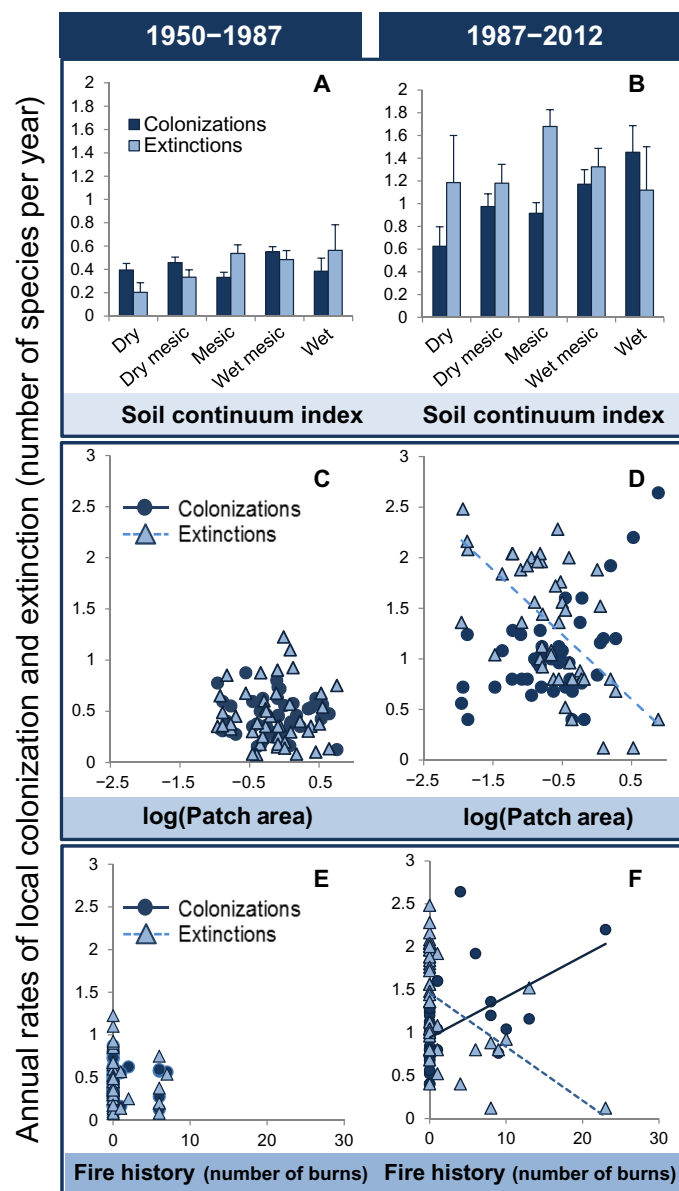 Annual rates of local colonization and extinction (number of species per year)
1950−1987
1987−2012
A
2
1.8
1.6
1.4
1.2
1
0.8
0.6
0.4
0.2
0
Colonizations
Extinctions
Dry
Dry mesic
Mesic
Wet mesic
Wet
Soil continuum index
B
2
1.8
1.6
1.4
1.2
1
0.8
0.6
0.4
0.2
0
Dry
Dry mesic
Mesic
Wet mesic
Wet
Soil continuum index
C
3
2.5
2
1.5
1
0.5
0
Colonizations
Extinctions
−2.5 −1.5 −0.5 0.5
log(Patch area)
D
3
2.5
2
1.5
1
0.5
0
−2.5 −1.5 −0.5 0.5
log(Patch area)
E
3
2.5
2
1.5
1
0.5
0
Colonizations
Extinctions
0 10 20 30
Fire history (number of burns)
F
3
2.5
2
1.5
1
0.5
0
0 10 20 30
Fire history (number of burns)